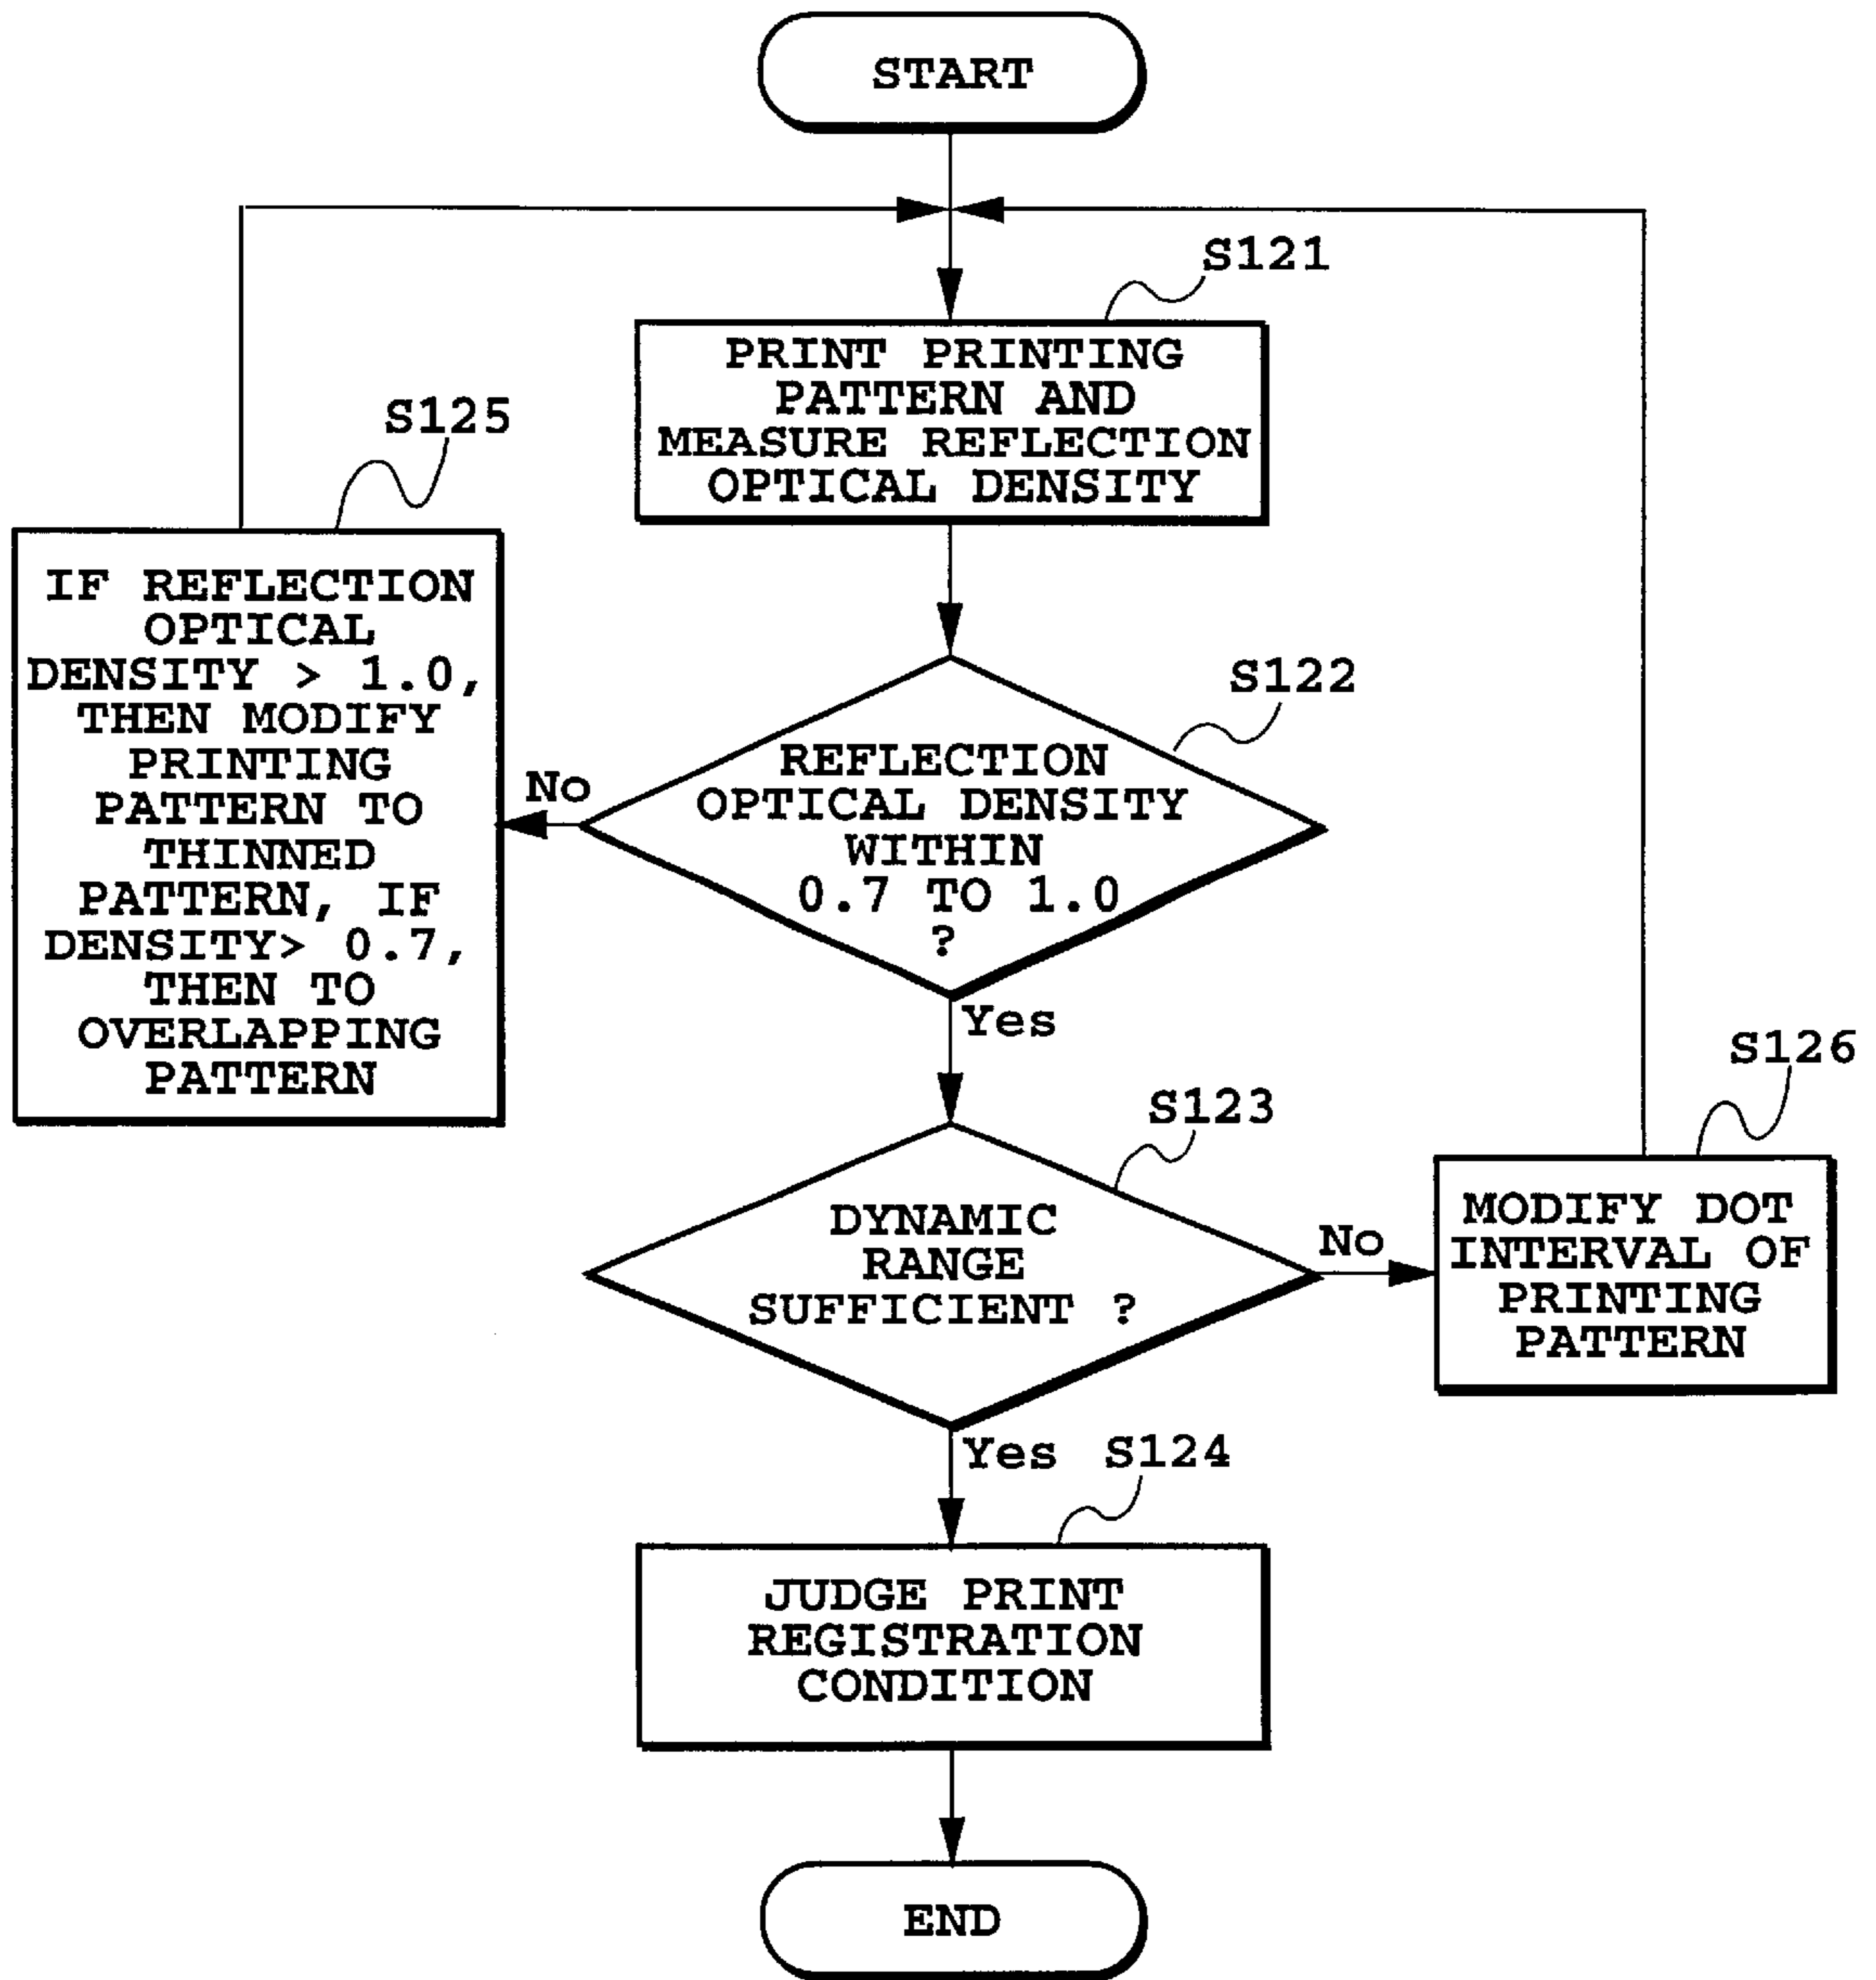 START
S121
PRINT PRINTING
PATTERN AND
MEASURE REFLECTION
OPTICAL DENSITY
S125
IF REFLECTION
OPTICAL
DENSITY > 1.0,
THEN MODIFY
PRINTING
PATTERN TO
THINNED
PATTERN, IF
DENSITY> 0.7,
THEN TO
OVERLAPPING
PATTERN
S122
REFLECTION
OPTICAL DENSITY
WITHIN
0.7 TO 1.0
?
No
Yes
S123
DYNAMIC
RANGE
SUFFICIENT ?
No
S126
MODIFY DOT
INTERVAL OF
PRINTING
PATTERN
Yes
S124
JUDGE PRINT
REGISTRATION
CONDITION
END